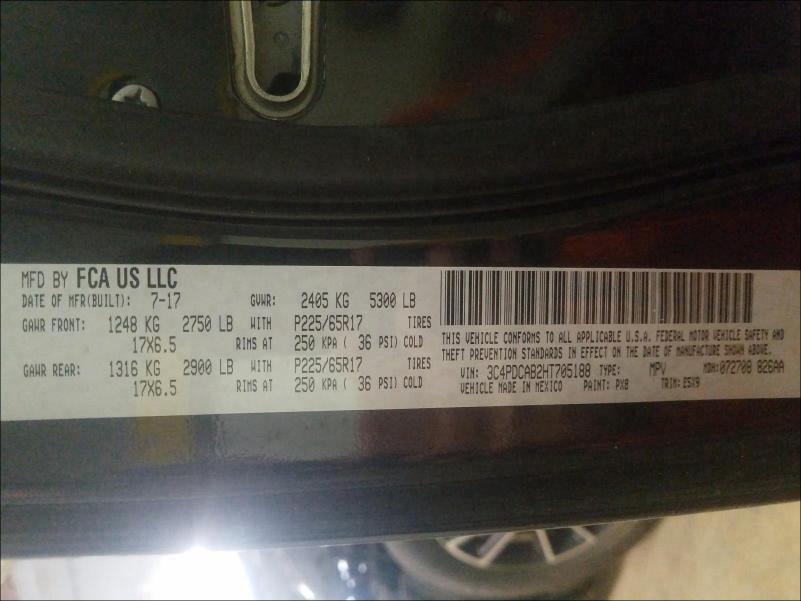 MFD BY FCA US LLC
DATE OF MFR(BUILT): 7-17 GVWR: 2405 KG 5300 LB
GAWR FRONT: 1248 KG 2750 LB WITH P225/65R17 TIRES
17X6.5 RIMS AT 250 KPA ( 36 PSI) COLD
GAWR REAR: 1316 KG 2900 LB WITH P225/65R17 TIRES
17X6.5 RIMS AT 250 KPA ( 36 PSI) COLD
THIS VEHICLE CONFORMS TO ALL APPLICABLE U.S.A. FEDERAL MOTOR VEHICLE SAFETY AND
THEFT PREVENTION STANDARDS IN EFFECT ON THE DATE OF MANUFACTURE SHOWN ABOVE.
VIN: 3C4PDCAB2HT705188 TYPE: MPV MDH:072708 826AA
VEHICLE MADE IN MEXICO PAINT: PX8 TRIM: E5X9